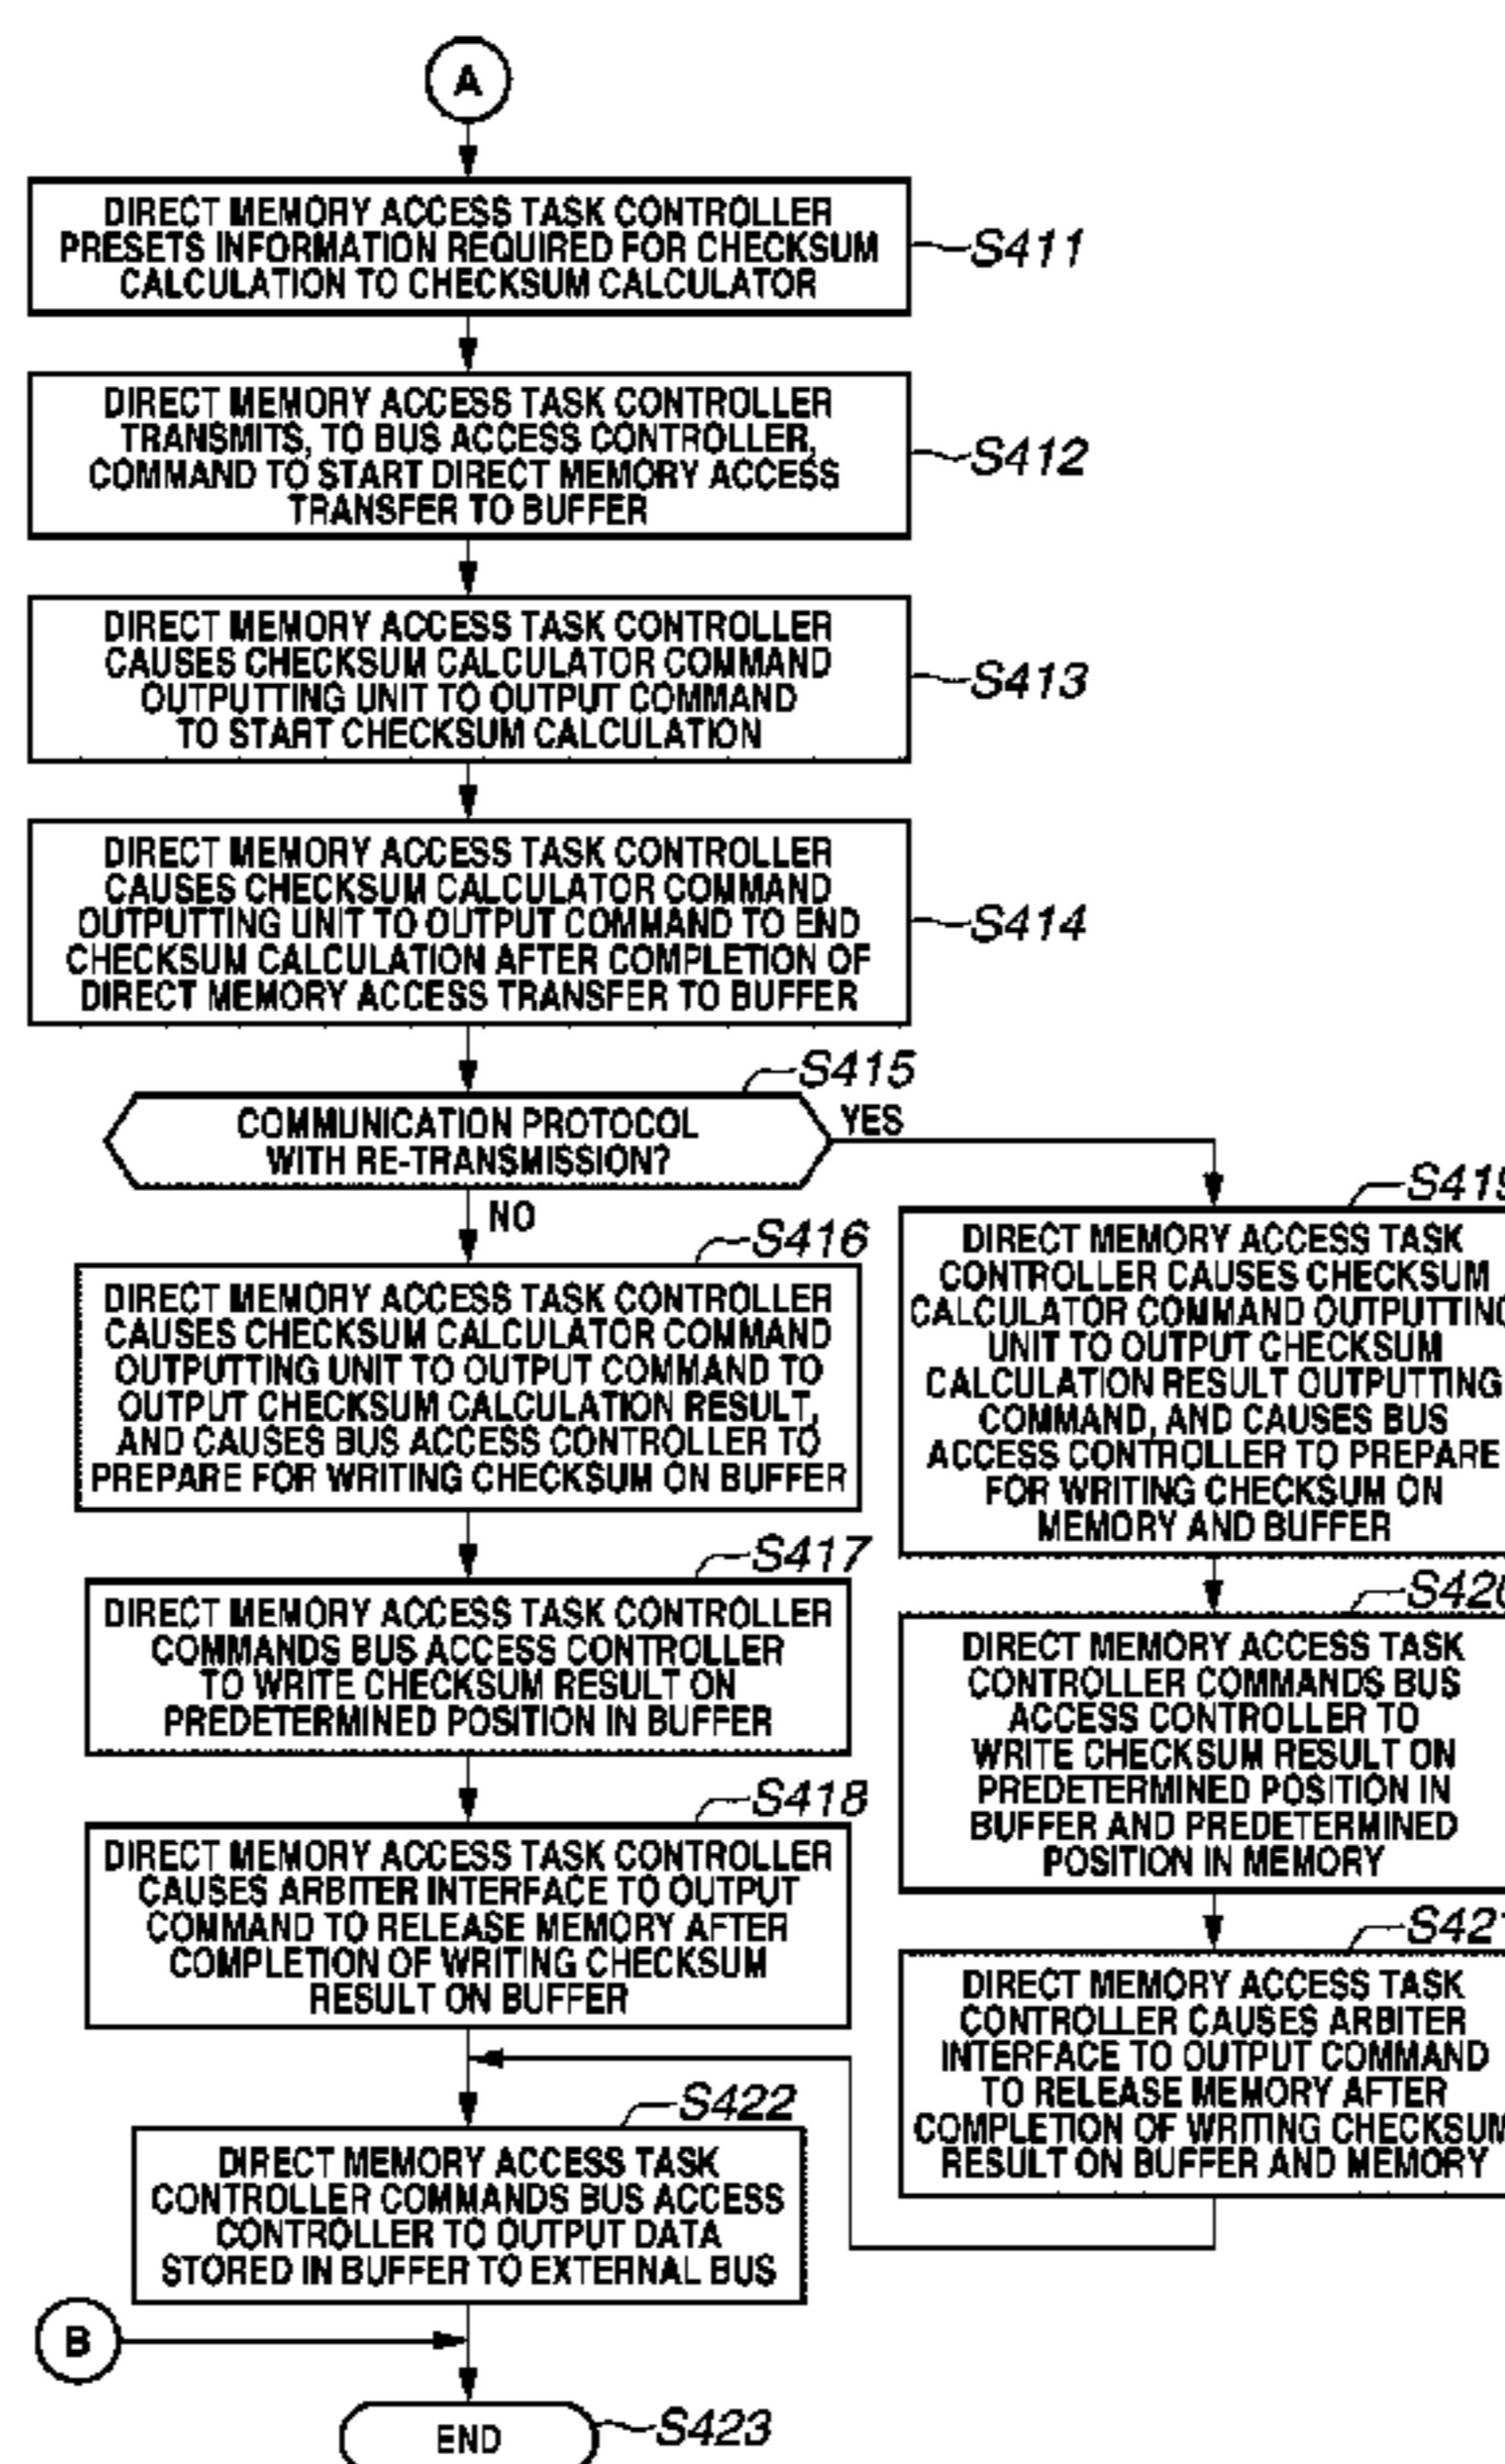 A
DIRECT MEMORY ACCESS TASK CONTROLLER
PRESETS INFORMATION REQUIRED FOR CHECKSUM
CALCULATION TO CHECKSUM CALCULATOR
S411
DIRECT MEMORY ACCESS TASK CONTROLLER
TRANSMITS, TO BUS ACCESS CONTROLLER,
COMMAND TO START DIRECT MEMORY ACCESS
TRANSFER TO BUFFER
S412
DIRECT MEMORY ACCESS TASK CONTROLLER
CAUSES CHECKSUM CALCULATOR COMMAND
OUTPUTTING UNIT TO OUTPUT COMMAND
TO START CHECKSUM CALCULATION
S413
DIRECT MEMORY ACCESS TASK CONTROLLER
CAUSES CHECKSUM CALCULATOR COMMAND
OUTPUTTING UNIT TO OUTPUT COMMAND TO END
CHECKSUM CALCULATION AFTER COMPLETION OF
DIRECT MEMORY ACCESS TRANSFER TO BUFFER
S414
S415
COMMUNICATION PROTOCOL
WITH RE-TRANSMISSION?
YES
NO
S416
DIRECT MEMORY ACCESS TASK CONTROLLER
CAUSES CHECKSUM CALCULATOR COMMAND
OUTPUTTING UNIT TO OUTPUT COMMAND TO
OUTPUT CHECKSUM CALCULATION RESULT,
AND CAUSES BUS ACCESS CONTROLLER TO
PREPARE FOR WRITING CHECKSUM ON BUFFER
S417
DIRECT MEMORY ACCESS TASK CONTROLLER
COMMANDS BUS ACCESS CONTROLLER
TO WRITE CHECKSUM RESULT ON
PREDETERMINED POSITION IN BUFFER
S418
DIRECT MEMORY ACCESS TASK CONTROLLER
CAUSES ARBITER INTERFACE TO OUTPUT
COMMAND TO RELEASE MEMORY AFTER
COMPLETION OF WRITING CHECKSUM
RESULT ON BUFFER
S419
DIRECT MEMORY ACCESS TASK
CONTROLLER CAUSES CHECKSUM
CALCULATOR COMMAND OUTPUTTING
UNIT TO OUTPUT CHECKSUM
CALCULATION RESULT OUTPUTTING
COMMAND, AND CAUSES BUS
ACCESS CONTROLLER TO PREPARE
FOR WRITING CHECKSUM ON
MEMORY AND BUFFER
S420
DIRECT MEMORY ACCESS TASK
CONTROLLER COMMANDS BUS
ACCESS CONTROLLER TO
WRITE CHECKSUM RESULT ON
PREDETERMINED POSITION IN
BUFFER AND PREDETERMINED
POSITION IN MEMORY
S421
DIRECT MEMORY ACCESS TASK
CONTROLLER CAUSES ARBITER
INTERFACE TO OUTPUT COMMAND
TO RELEASE MEMORY AFTER
COMPLETION OF WRITING CHECKSUM
RESULT ON BUFFER AND MEMORY
S422
DIRECT MEMORY ACCESS TASK
CONTROLLER COMMANDS BUS ACCESS
CONTROLLER TO OUTPUT DATA
STORED IN BUFFER TO EXTERNAL BUS
B
END
S423